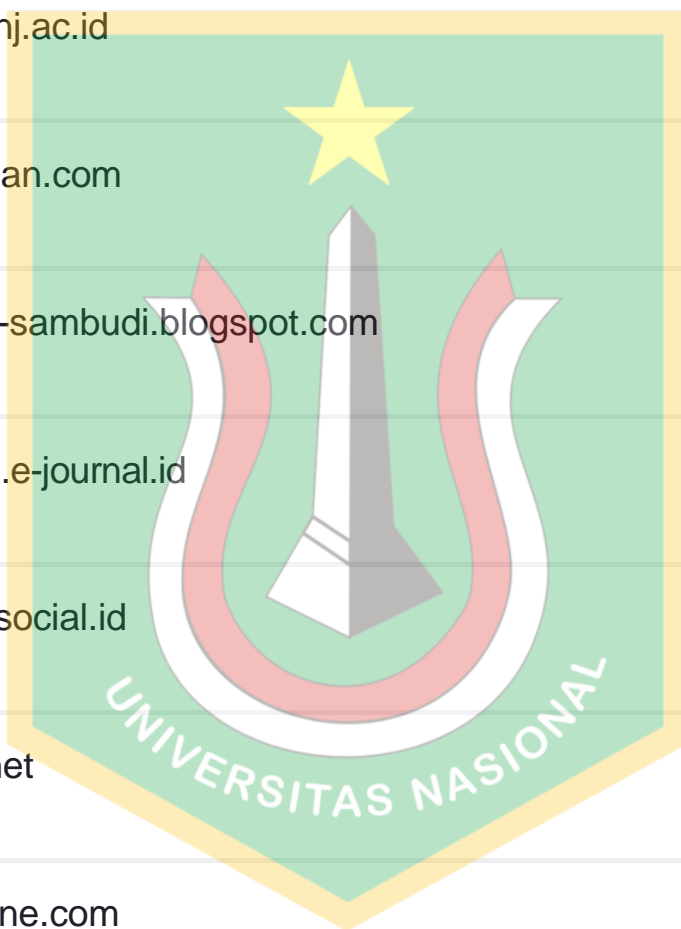 nj.ac.id
an.com
-sambudi.blogspot.com
.e-journal.id
social.id
UNIVERSITAS NASIONAL
net
ne.com